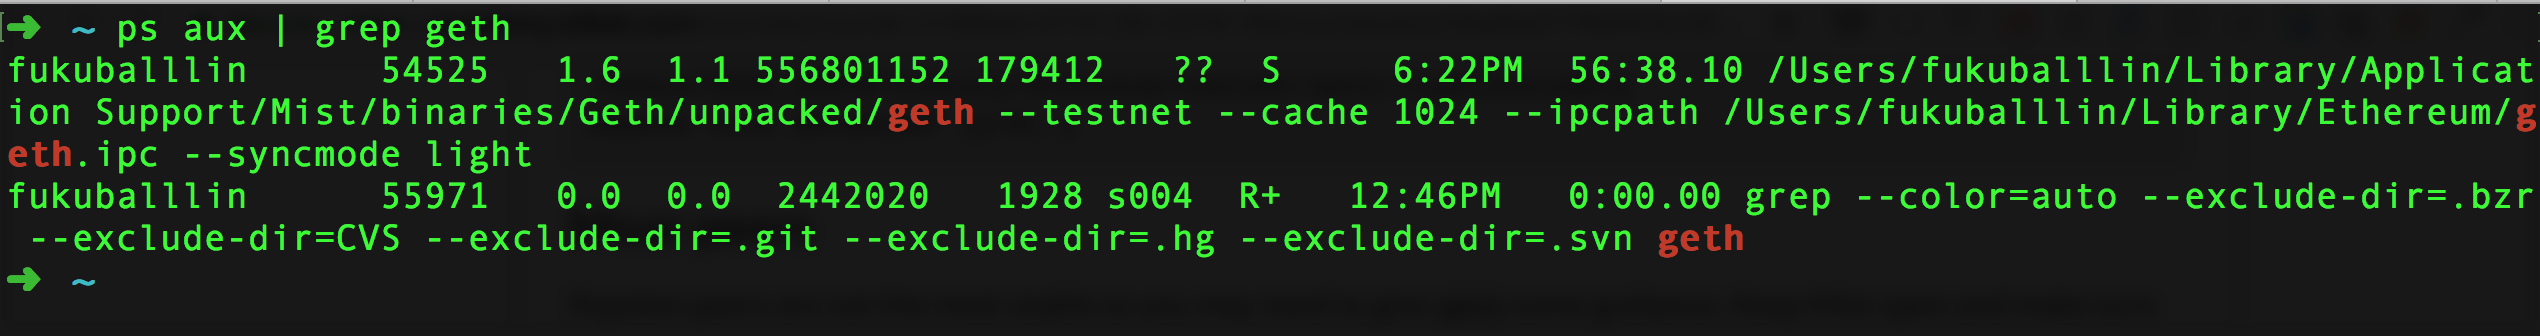 ➜  ~ ps aux | grep geth
fukuballlin      54525   1.6  1.1 556801152 179412   ??  S      6:22PM  56:38.10 /Users/fukuballlin/Library/Applicat
ion Support/Mist/binaries/Geth/unpacked/geth --testnet --cache 1024 --ipcpath /Users/fukuballlin/Library/Ethereum/g
eth.ipc --syncmode light
fukuballlin      55971   0.0  0.0  2442020   1928 s004  R+   12:46PM   0:00.00 grep --color=auto --exclude-dir=.bzr
 --exclude-dir=CVS --exclude-dir=.git --exclude-dir=.hg --exclude-dir=.svn geth
➜  ~